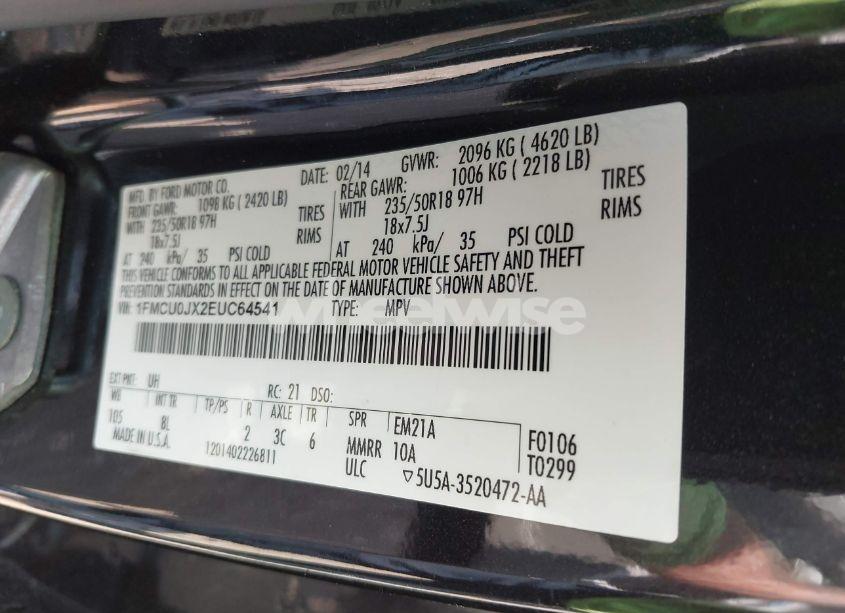 MFD. BY FORD MOTOR CO. DATE: 02/14 GVWR: 2096 KG ( 4620 LB)
FRONT GAWR: 1098 KG ( 2420 LB) REAR GAWR: 1006 KG ( 2218 LB)
WITH 235/50R18 97H TIRES WITH 235/50R18 97H TIRES
18x7.5J RIMS 18x7.5J RIMS
AT 240 kPa/ 35 PSI COLD AT 240 kPa/ 35 PSI COLD
THIS VEHICLE CONFORMS TO ALL APPLICABLE FEDERAL MOTOR VEHICLE SAFETY AND THEFT
PREVENTION STANDARDS IN EFFECT ON THE DATE OF MANUFACTURE SHOWN ABOVE.
VIN: 1FMCU0JX2EUC64541 TYPE: MPV
wheelwise
EXT PNT: UH RC: 21 DSO:
WB INT TR TP/PS R AXLE TR SPR EM21A F0106
105 8L 2 3C 6 MMRR 10A T0299
MADE IN U.S.A. 1201402226811 ULC ▽5U5A-3520472-AA